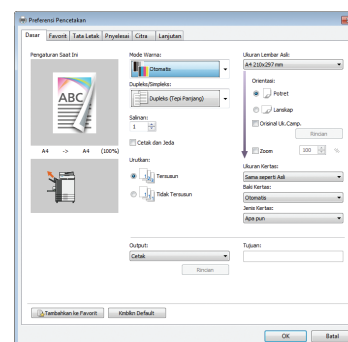 Preferensi Pencetakan
Dasar Favorit Tata Letak Pnyelesai Citra Lanjutan
Pengaturan Saat Ini
ABC
A4 -> A4 (100%)
Mode Warna:
Otomatis
Dupleks/Simpleks:
Dupleks (Tepi Panjang)
Salinan:
1
Cetak dan Jeda
Urutkan:
Tersusun
Tidak Tersusun
Output:
Cetak
Rincian
Ukuran Lembar Asli:
A4 210x297 mm
Orientasi:
Potret
Lanskap
Orisinal Uk.Camp.
Rincian
Zoom 100 %
Ukuran Kertas:
Sama seperti Asli
Baki Kertas:
Otomatis
Jenis Kertas:
Apa pun
Tujuan:
Tambahkan ke Favorit Kmblkn Default
OK Batal